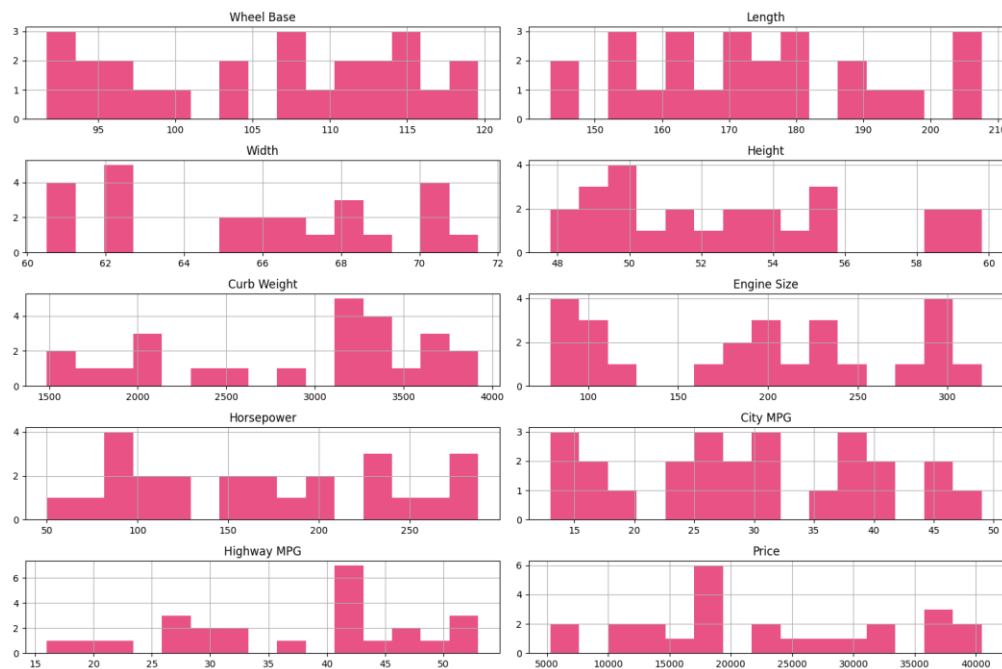 Wheel Base
3
2
1
0
95 100 105 110 115 120
Length
3
2
1
0
150 160 170 180 190 200 210
Width
4
2
0
60 62 64 66 68 70 72
Height
4
2
0
48 50 52 54 56 58 60
Curb Weight
4
2
0
1500 2000 2500 3000 3500 4000
Engine Size
4
2
0
100 150 200 250 300
Horsepower
4
2
0
50 100 150 200 250
City MPG
3
2
1
0
15 20 25 30 35 40 45 50
Highway MPG
6
4
2
0
15 20 25 30 35 40 45 50
Price
6
4
2
0
5000 10000 15000 20000 25000 30000 35000 40000